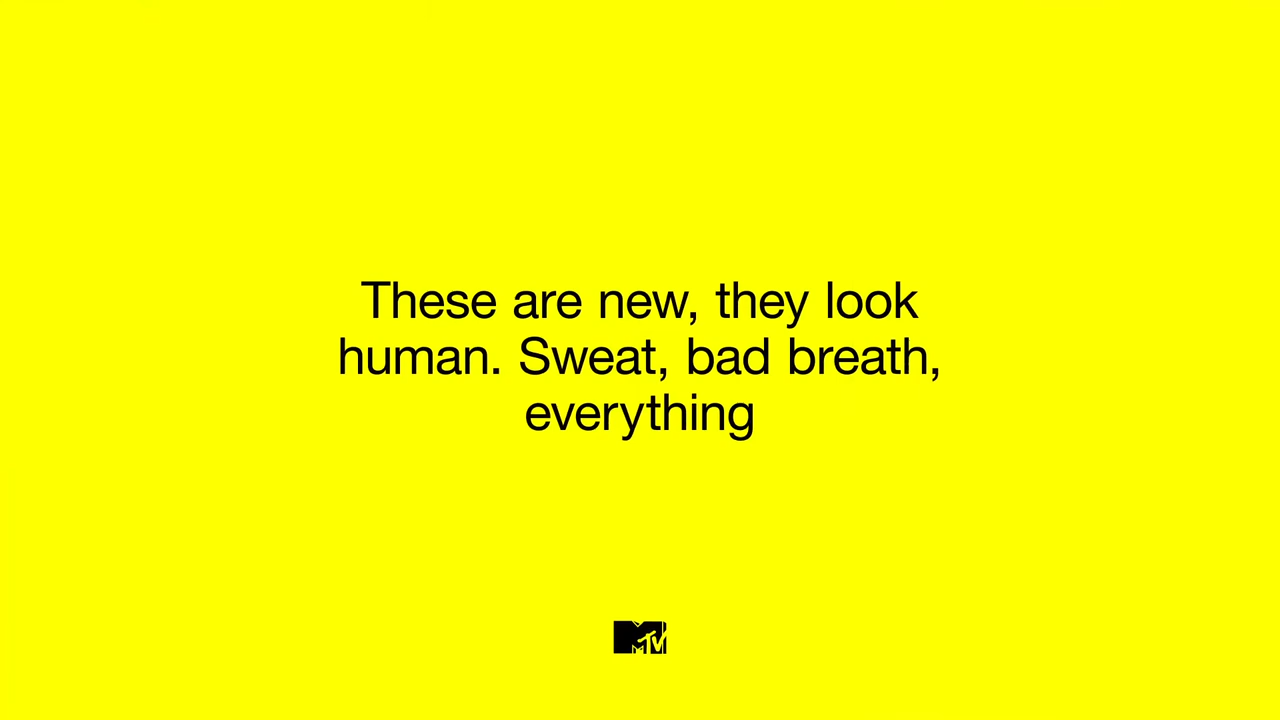 These are new, they look
human. Sweat, bad breath,
everything
MTV